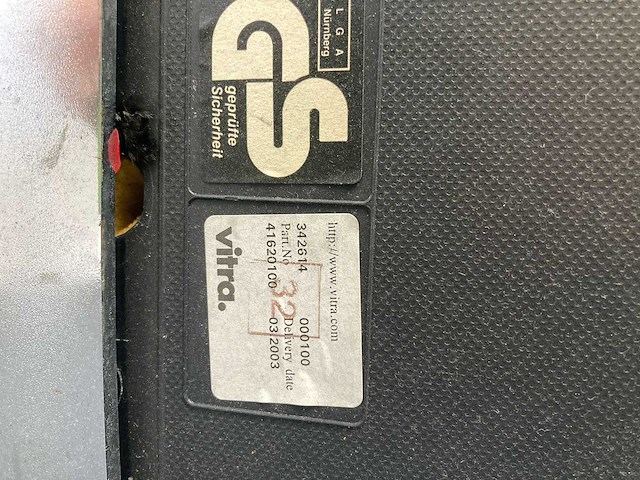 LGA
Nürnberg
GS
geprüfte
Sicherheit
http://www.vitra.com
342614 000100
Part.No Delivery date
41620100 03/2003
32
vitra.